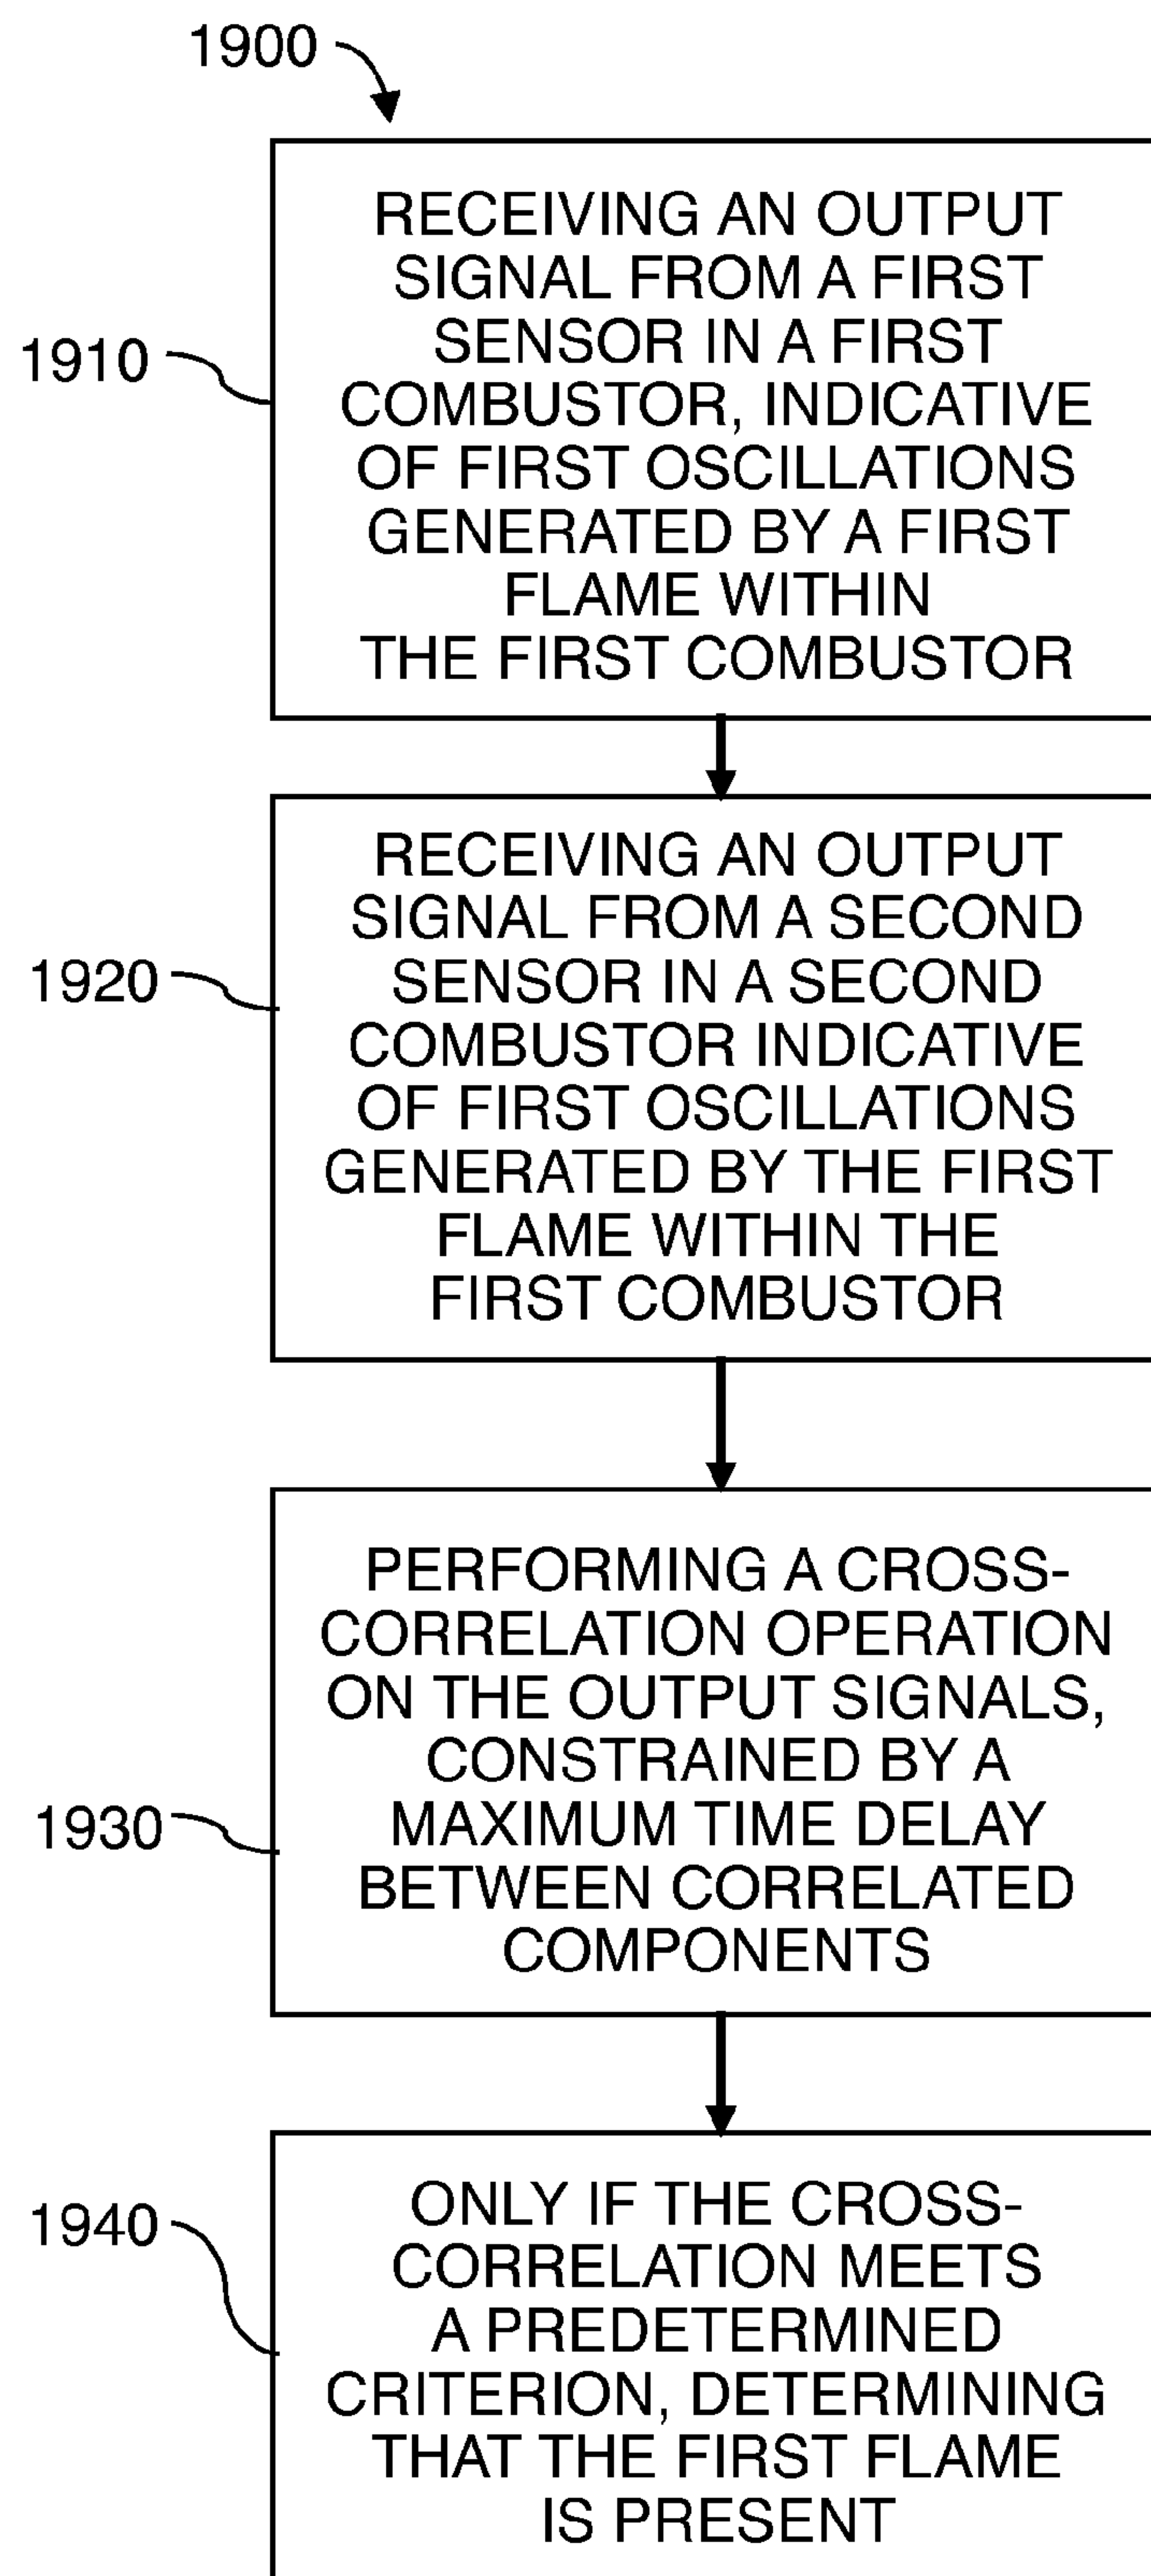 1900
RECEIVING AN OUTPUT
SIGNAL FROM A FIRST
SENSOR IN A FIRST
COMBUSTOR, INDICATIVE
OF FIRST OSCILLATIONS
GENERATED BY A FIRST
FLAME WITHIN
THE FIRST COMBUSTOR
1910
RECEIVING AN OUTPUT
SIGNAL FROM A SECOND
SENSOR IN A SECOND
COMBUSTOR INDICATIVE
OF FIRST OSCILLATIONS
GENERATED BY THE FIRST
FLAME WITHIN THE
FIRST COMBUSTOR
1920
PERFORMING A CROSS-
CORRELATION OPERATION
ON THE OUTPUT SIGNALS,
CONSTRAINED BY A
MAXIMUM TIME DELAY
BETWEEN CORRELATED
COMPONENTS
1930
ONLY IF THE CROSS-
CORRELATION MEETS
A PREDETERMINED
CRITERION, DETERMINING
THAT THE FIRST FLAME
IS PRESENT
1940